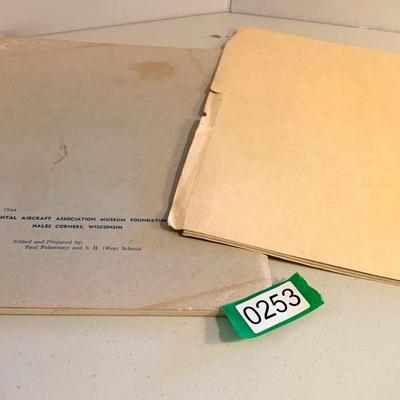 1964
NTAL AIRCRAFT ASSOCIATION MUSEUM FOUNDATION
HALES CORNERS, WISCONSIN
Edited and Prepared by:
Paul Poberezny and S. H. (Wes) Schmid
0253